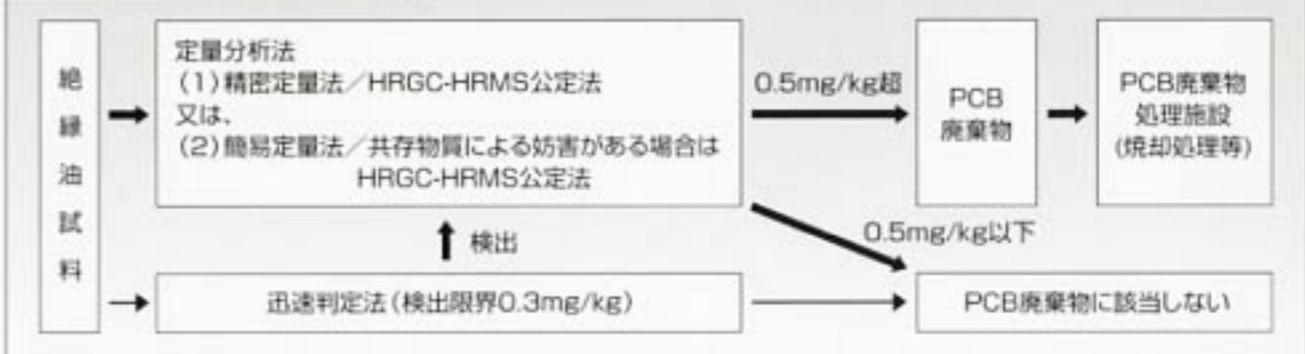 絶縁油試料
定量分析法
(1)精密定量法／HRGC-HRMS公定法
又は、
(2)簡易定量法／共存物質による妨害がある場合は
HRGC-HRMS公定法
0.5mg/kg超
PCB
廃棄物
PCB廃棄物
処理施設
(焼却処理等)
検出
0.5mg/kg以下
迅速判定法(検出限界0.3mg/kg)
PCB廃棄物に該当しない